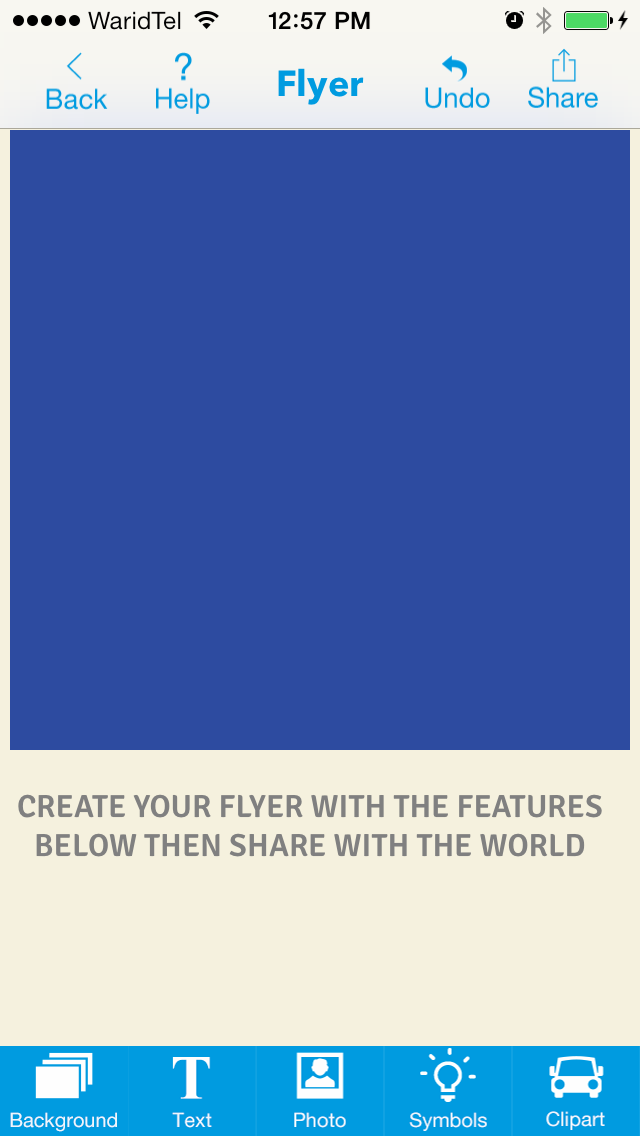 WaridTel 12:57 PM
Back ? Help Flyer Undo Share
CREATE YOUR FLYER WITH THE FEATURES
BELOW THEN SHARE WITH THE WORLD
Background T Text Photo Symbols Clipart